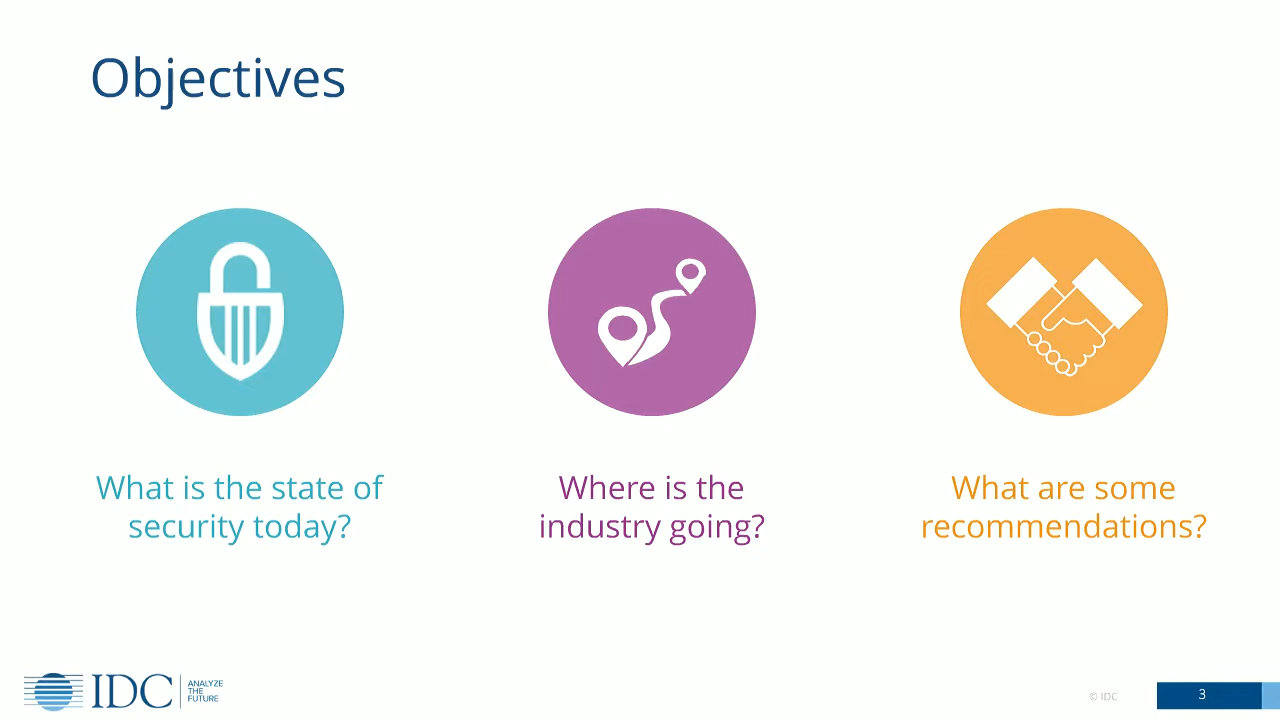 Objectives
What is the state of
security today?
Where is the
industry going?
What are some
recommendations?
IDC
ANALYZE
THE
FUTURE
© IDC
3